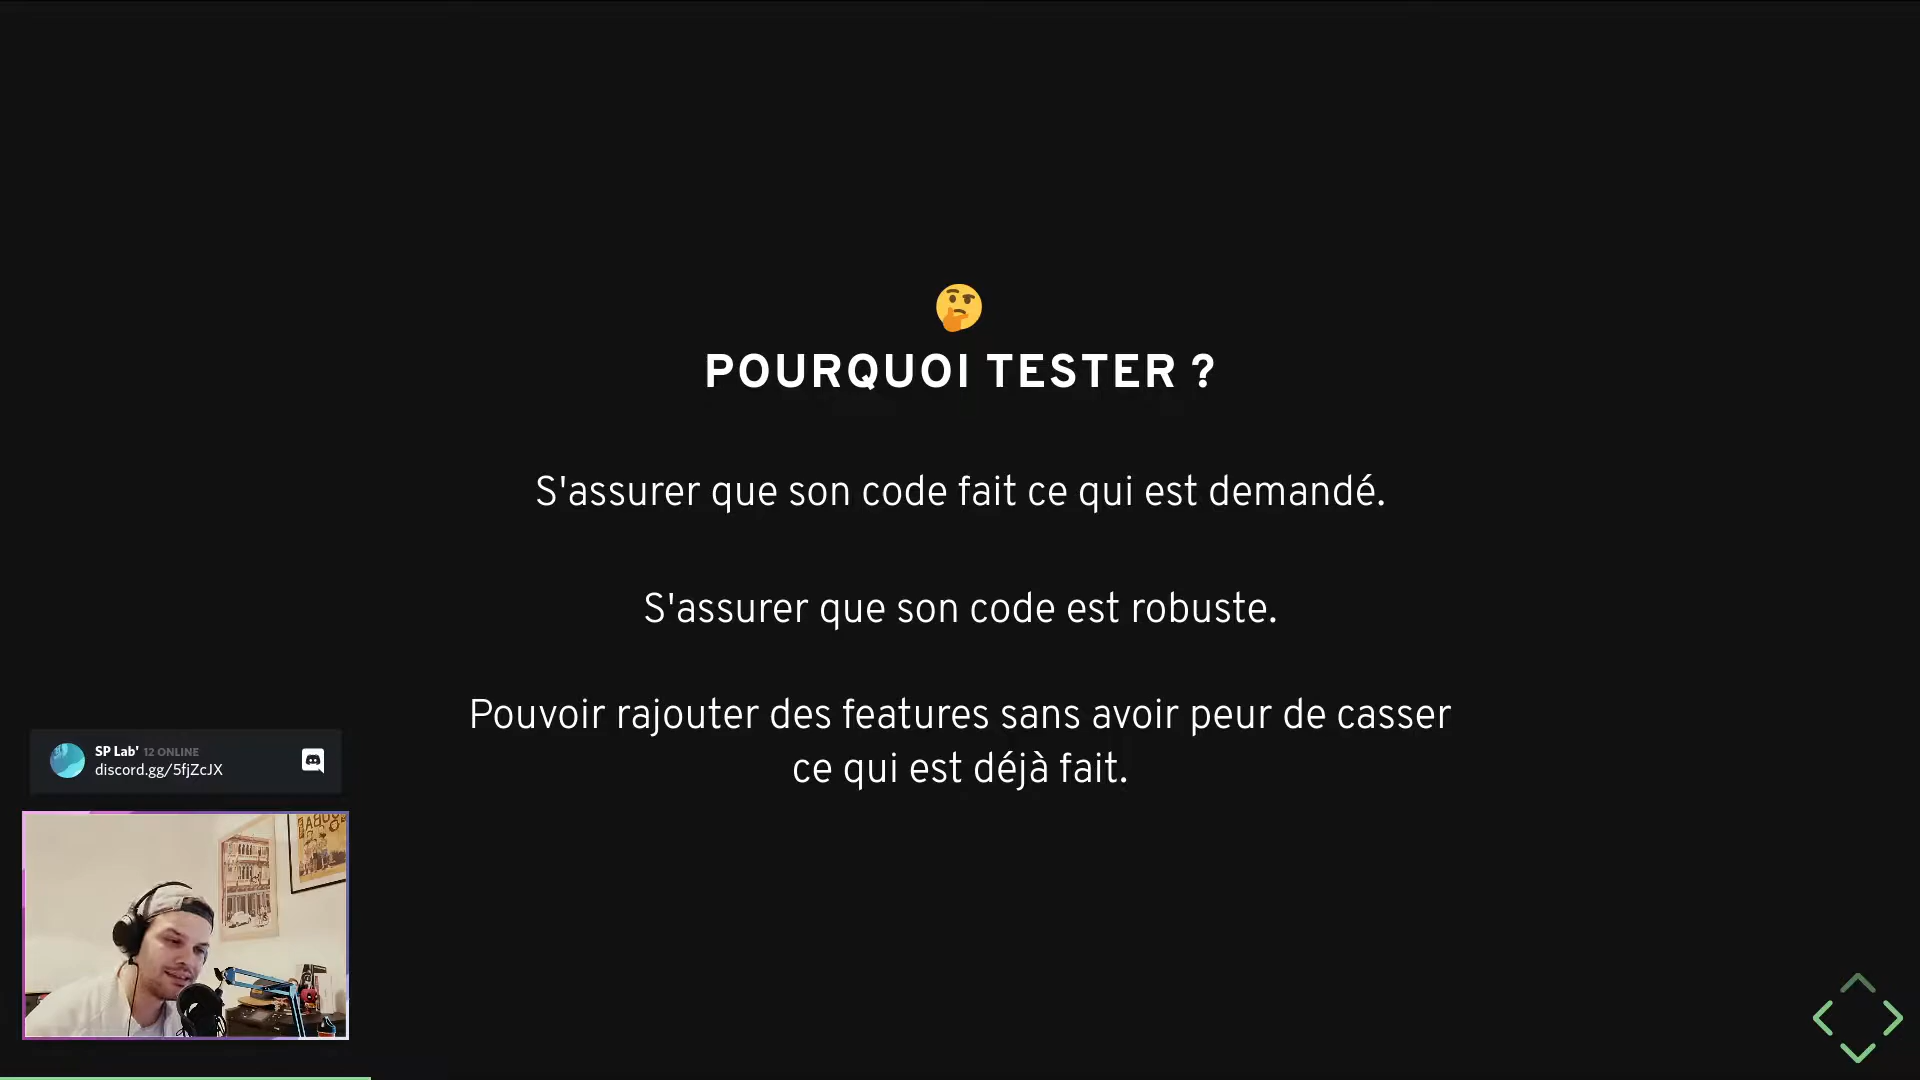 POURQUOI TESTER ?
S'assurer que son code fait ce qui est demandé.
S'assurer que son code est robuste.
Pouvoir rajouter des features sans avoir peur de casser
ce qui est déjà fait.
SP Lab' 12 ONLINE
discord.gg/5fjZcJX